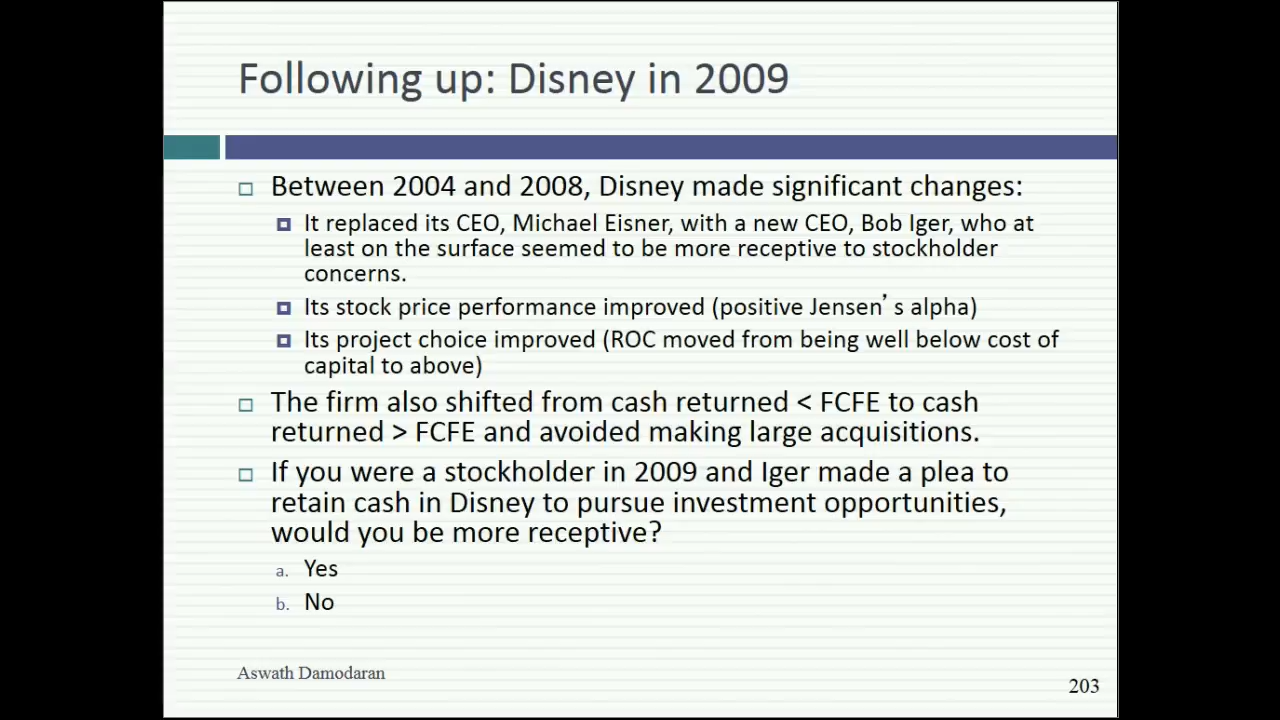 Following up: Disney in 2009
Between 2004 and 2008, Disney made significant changes:
It replaced its CEO, Michael Eisner, with a new CEO, Bob Iger, who at
least on the surface seemed to be more receptive to stockholder
concerns.
Its stock price performance improved (positive Jensen’s alpha)
Its project choice improved (ROC moved from being well below cost of
capital to above)
The firm also shifted from cash returned < FCFE to cash
returned > FCFE and avoided making large acquisitions.
If you were a stockholder in 2009 and Iger made a plea to
retain cash in Disney to pursue investment opportunities,
would you be more receptive?
a. Yes
b. No
Aswath Damodaran
203